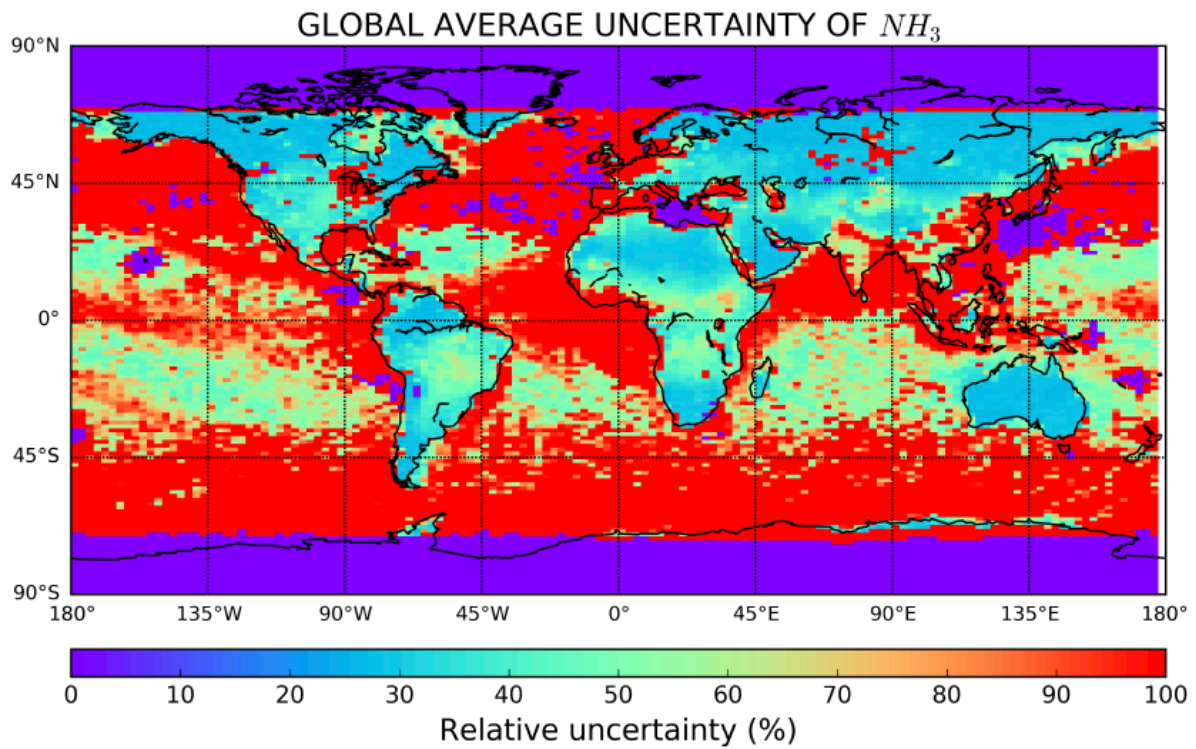 GLOBAL AVERAGE UNCERTAINTY OF NH₃
90°N
45°N
0°
45°S
90°S
180° 135°W 90°W 45°W 0° 45°E 90°E 135°E 180°
0 10 20 30 40 50 60 70 80 90 100
Relative uncertainty (%)